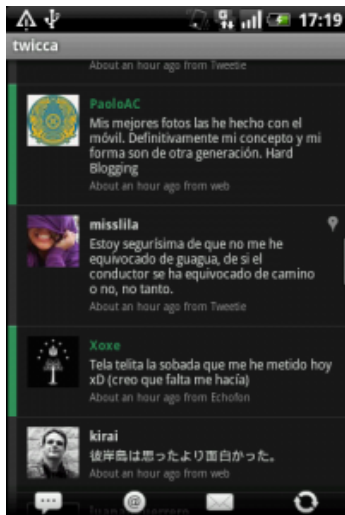 17:19
twicca
About an hour ago from Tweetie
PaoloAC
Mis mejores fotos las he hecho con el
móvil. Definitivamente mi concepto y mi
forma son de otra generación. Hard
Blogging
About an hour ago from web
misslila
Estoy segurísima de que no me he
equivocado de guagua, de si el
conductor se ha equivocado de camino
o no, no tanto.
About an hour ago from Tweetie
Xoxe
Tela telita la sobada que me he metido hoy
xD (creo que falta me hacía)
About an hour ago from Echofon
kirai
彼岸島は思ったより面白かった。
About an hour ago from web